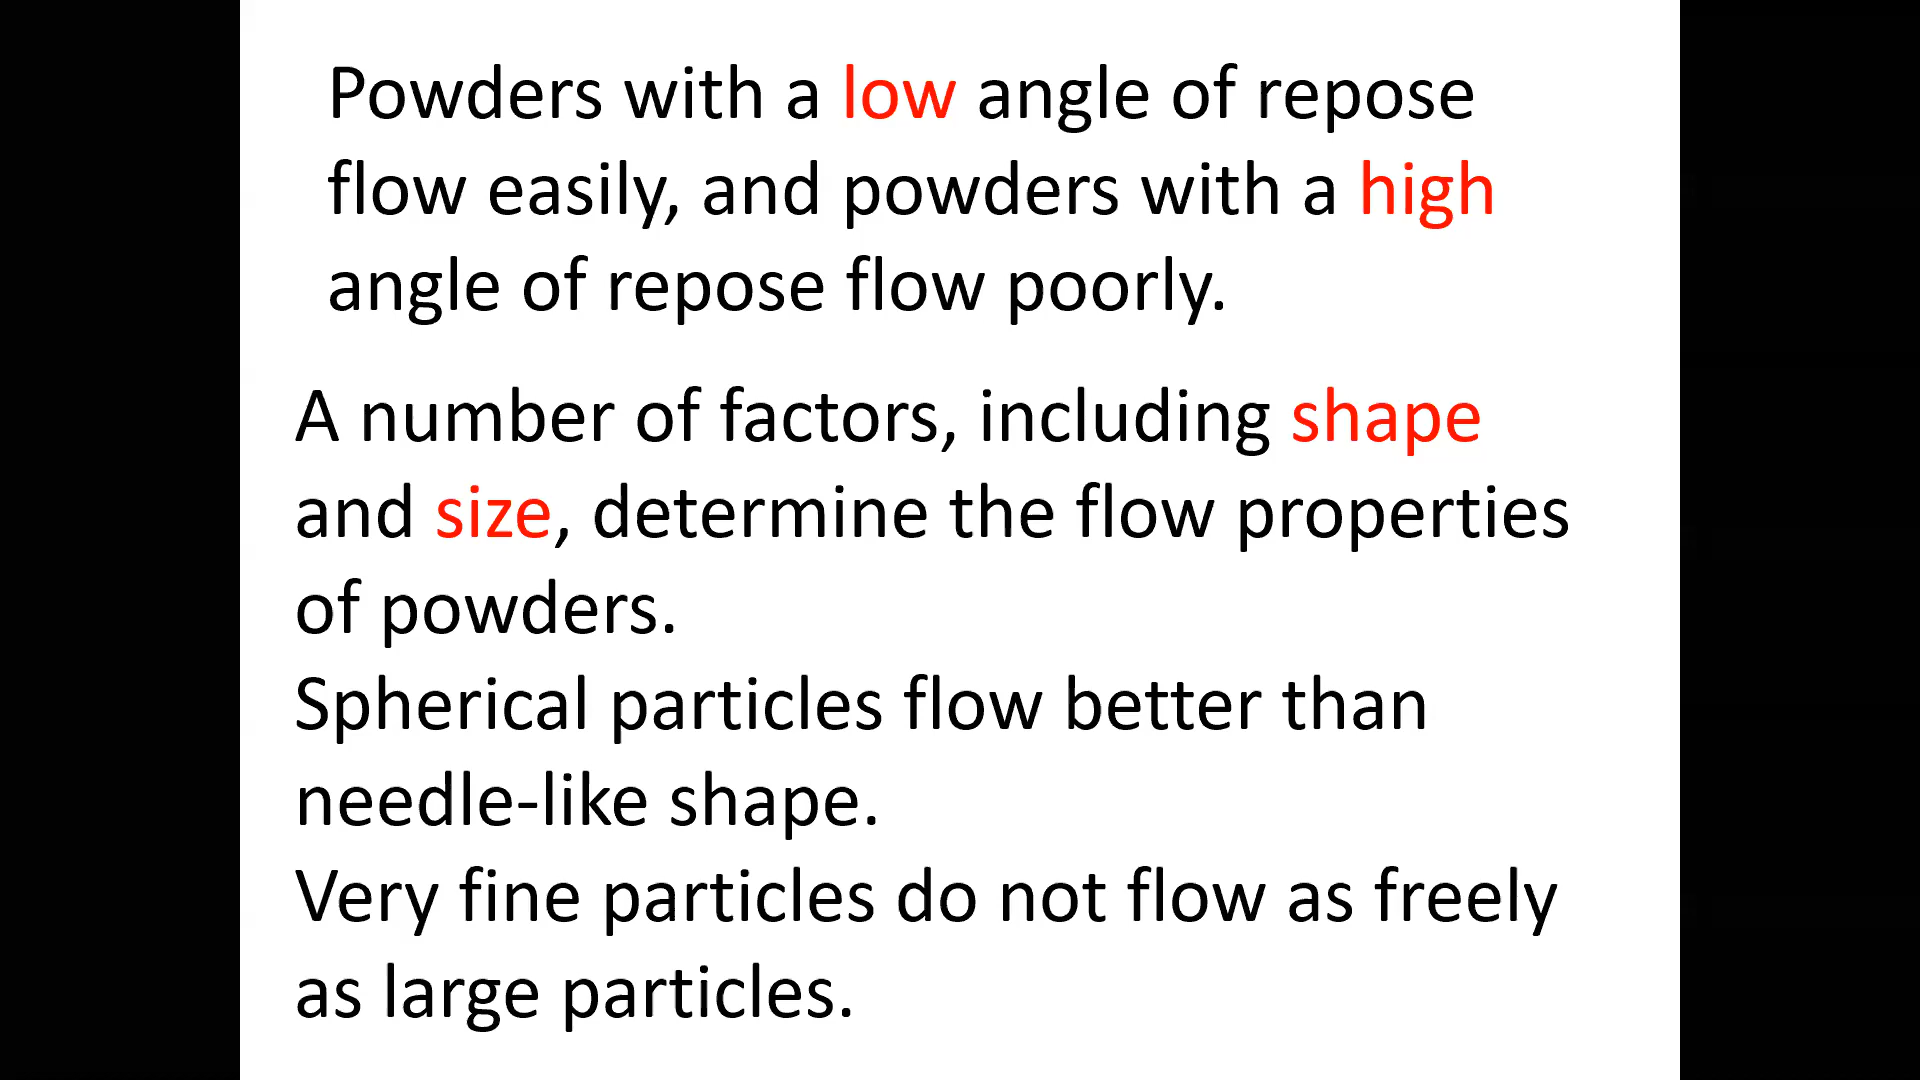 Powders with a low angle of repose
flow easily, and powders with a high
angle of repose flow poorly.
A number of factors, including shape
and size, determine the flow properties
of powders.
Spherical particles flow better than
needle-like shape.
Very fine particles do not flow as freely
as large particles.